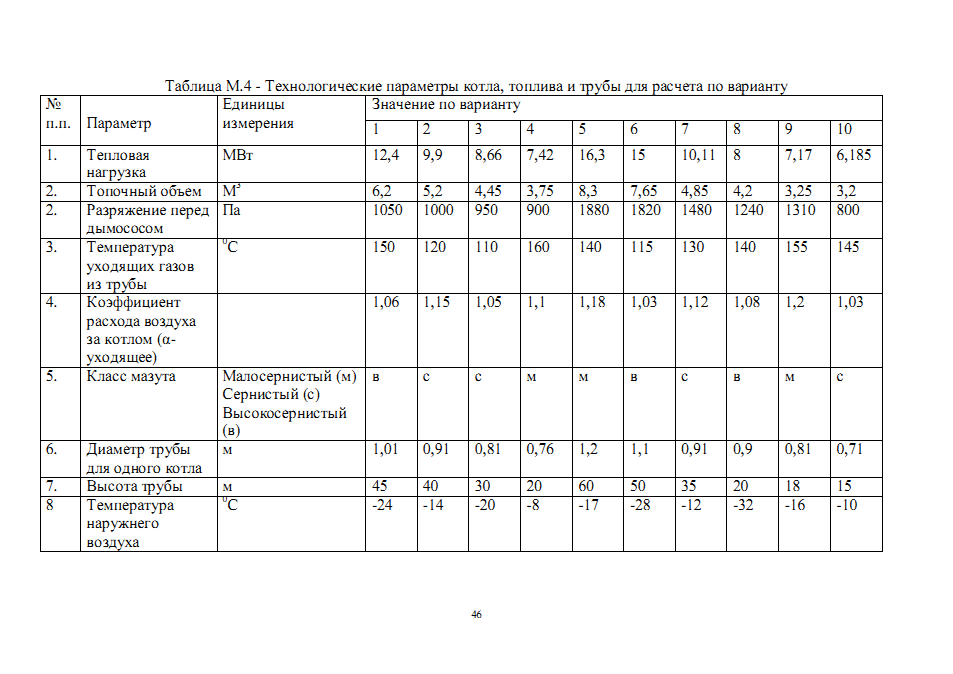 Таблица М.4 - Технологические параметры котла, топлива и трубы для расчета по варианту
№ Единицы Значение по варианту
п.п. Параметр измерения
1 2 3 4 5 6 7 8 9 10
1. Тепловая МВт 12,4 9,9 8,66 7,42 16,3 15 10,11 8 7,17 6,185
нагрузка
2. Топочный объем М3 6,2 5,2 4,45 3,75 8,3 7,65 4,85 4,2 3,25 3,2
2. Разряжение перед Па 1050 1000 950 900 1880 1820 1480 1240 1310 800
дымососом
3. Температура 0С 150 120 110 160 140 115 130 140 155 145
уходящих газов
из трубы
4. Коэффициент 1,06 1,15 1,05 1,1 1,18 1,03 1,12 1,08 1,2 1,03
расхода воздуха
за котлом (α-
уходящее)
5. Класс мазута Малосернистый (м) в с с м м в с в м с
Сернистый (с)
Высокосернистый
(в)
6. Диаметр трубы м 1,01 0,91 0,81 0,76 1,2 1,1 0,91 0,9 0,81 0,71
для одного котла
7. Высота трубы м 45 40 30 20 60 50 35 20 18 15
8 Температура 0С -24 -14 -20 -8 -17 -28 -12 -32 -16 -10
наружнего
воздуха
46